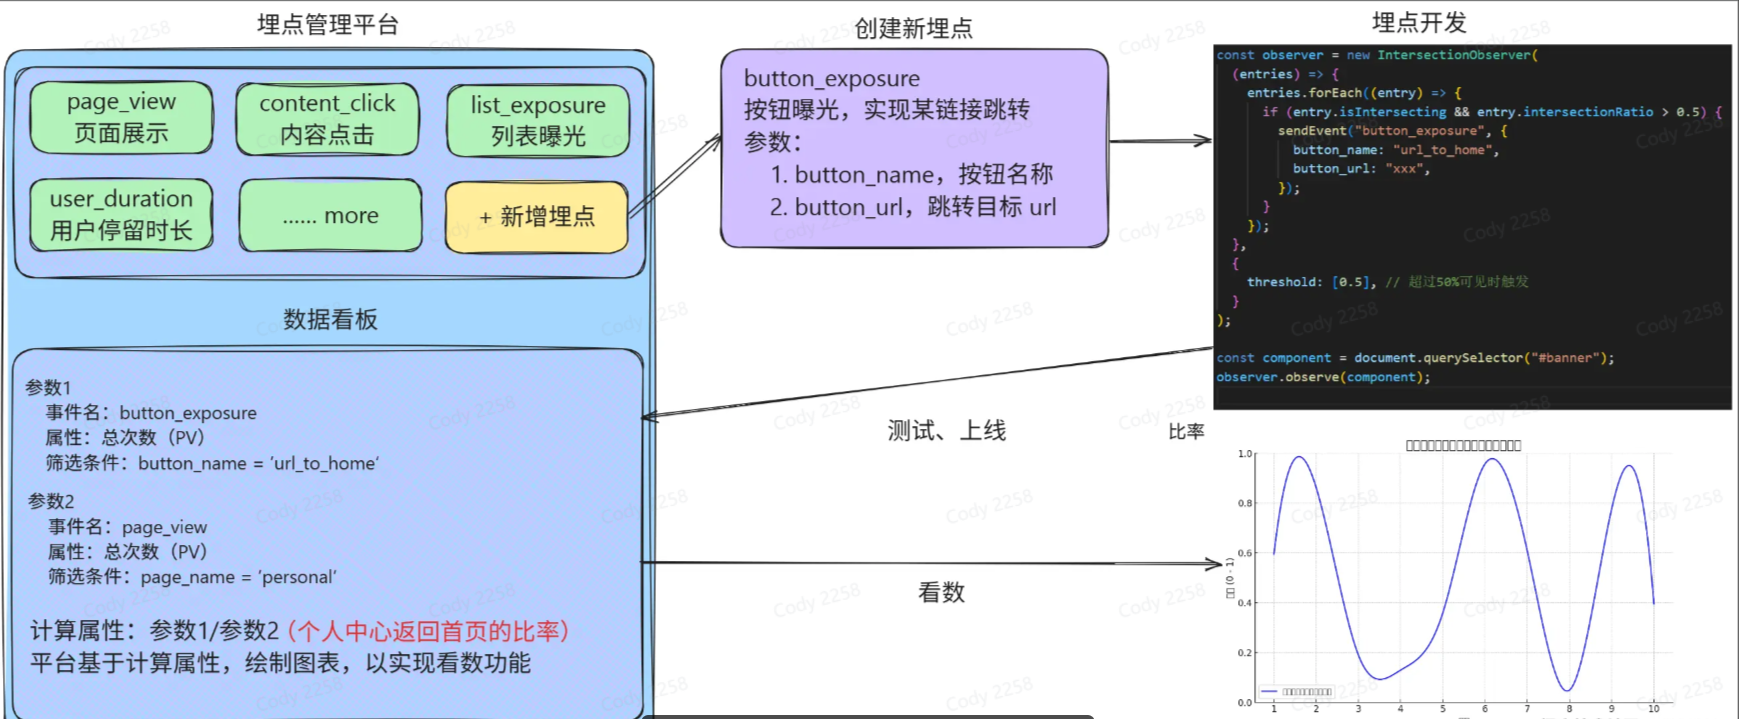 埋点管理平台
page_view
页面展示
content_click
内容点击
list_exposure
列表曝光
user_duration
用户停留时长
...... more
+ 新增埋点
数据看板
参数1
事件名：button_exposure
属性：总次数（PV）
筛选条件：button_name = ‘url_to_home‘
参数2
事件名：page_view
属性：总次数（PV）
筛选条件：page_name = ‘personal‘
计算属性：参数1/参数2（个人中心返回首页的比率）
平台基于计算属性，绘制图表，以实现看数功能
创建新埋点
button_exposure
按钮曝光，实现某链接跳转
参数：
1. button_name，按钮名称
2. button_url，跳转目标 url
埋点开发
const observer = new IntersectionObserver(
(entries) => {
entries.forEach((entry) => {
if (entry.isIntersecting && entry.intersectionRatio > 0.5) {
sendEvent("button_exposure", {
button_name: "url_to_home",
button_url: "xxx",
});
}
});
},
{
threshold: [0.5], // 超过50%可见时触发
}
);
const component = document.querySelector("#banner");
observer.observe(component);
测试、上线
看数
比率
(0 - 1)
1.0
0.8
0.6
0.4
0.2
0.0
1 2 3 4 5 6 7 8 9 10
Cody 2258